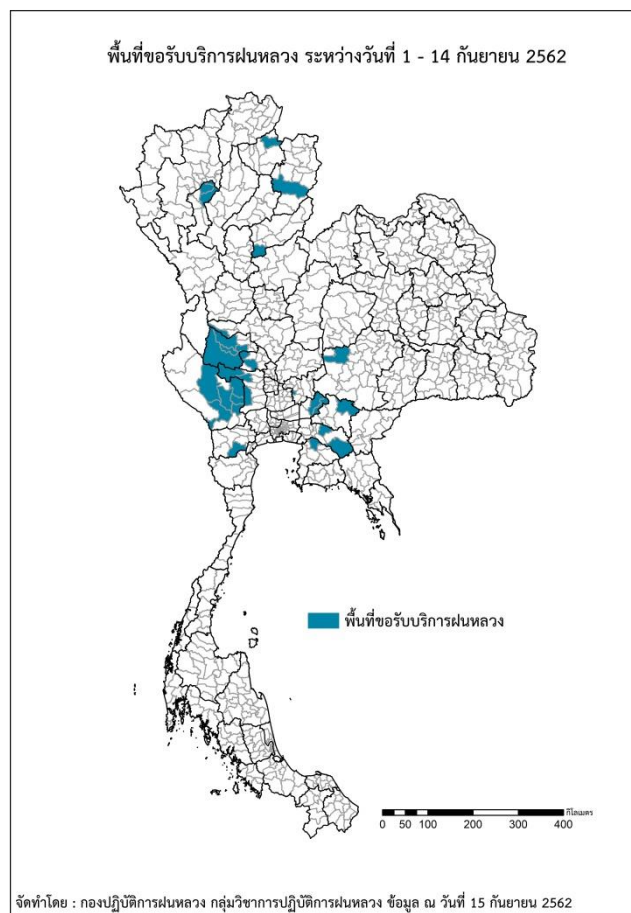 พื้นที่ขอรับบริการฝนหลวง ระหว่างวันที่ 1 - 14 กันยายน 2562
พื้นที่ขอรับบริการฝนหลวง
กิโลเมตร
0 50 100 200 300 400
จัดทำโดย : กองปฏิบัติการฝนหลวง กลุ่มวิชาการปฏิบัติการฝนหลวง ข้อมูล ณ วันที่ 15 กันยายน 2562